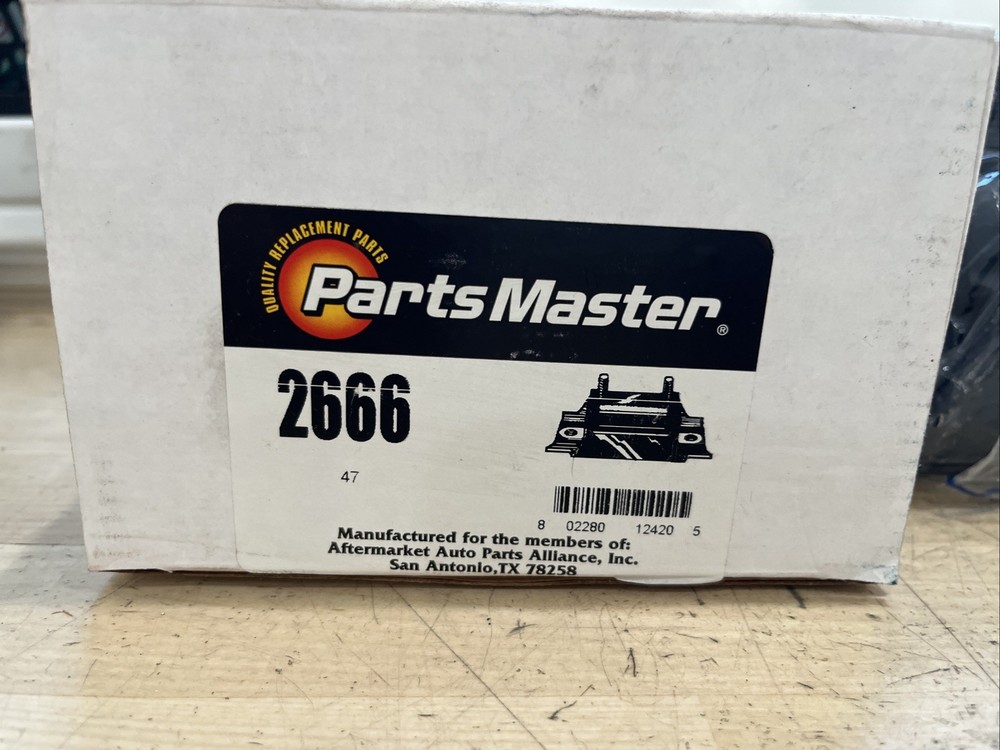 QUALITY REPLACEMENT PARTS
PartsMaster®
2666
47
8 02280 12420 5
Manufactured for the members of:
Aftermarket Auto Parts Alliance, Inc.
San Antonio,TX 78258